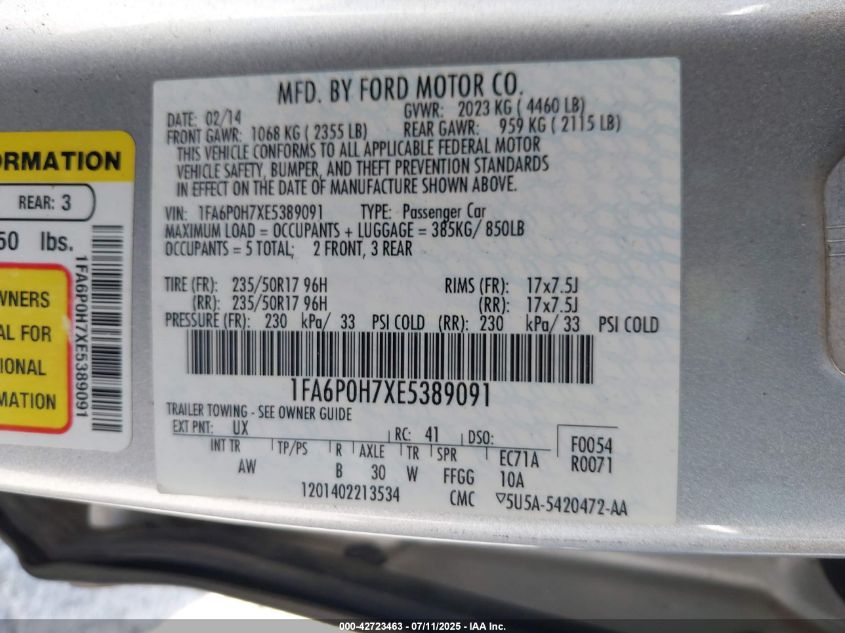 MFD. BY FORD MOTOR CO.
DATE: 02/14 GVWR: 2023 KG ( 4460 LB)
FRONT GAWR: 1068 KG ( 2355 LB) REAR GAWR: 959 KG ( 2115 LB)
THIS VEHICLE CONFORMS TO ALL APPLICABLE FEDERAL MOTOR
VEHICLE SAFETY, BUMPER, AND THEFT PREVENTION STANDARDS
IN EFFECT ON THE DATE OF MANUFACTURE SHOWN ABOVE.
VIN: 1FA6P0H7XE5389091 TYPE: Passenger Car
MAXIMUM LOAD = OCCUPANTS + LUGGAGE = 385KG/ 850LB
OCCUPANTS = 5 TOTAL; 2 FRONT, 3 REAR
TIRE (FR): 235/50R17 96H RIMS (FR): 17x7.5J
(RR): 235/50R17 96H (RR): 17x7.5J
PRESSURE (FR): 230 kPa/ 33 PSI COLD (RR): 230 kPa/ 33 PSI COLD
1FA6P0H7XE5389091
TRAILER TOWING - SEE OWNER GUIDE
EXT PNT: UX RC: 41 DSO: F0054
R0071
INT TR TP/PS R AXLE TR SPR EC71A
AW B 30 W FFGG 10A
1201402213534 CMC ▽5U5A-5420472-AA
ORMATION
REAR: 3
50 lbs.
WNERS
AL FOR
IONAL
MATION
1FA6P0H7XE5389091
000-42723463 - 07/11/2025 - IAA Inc.